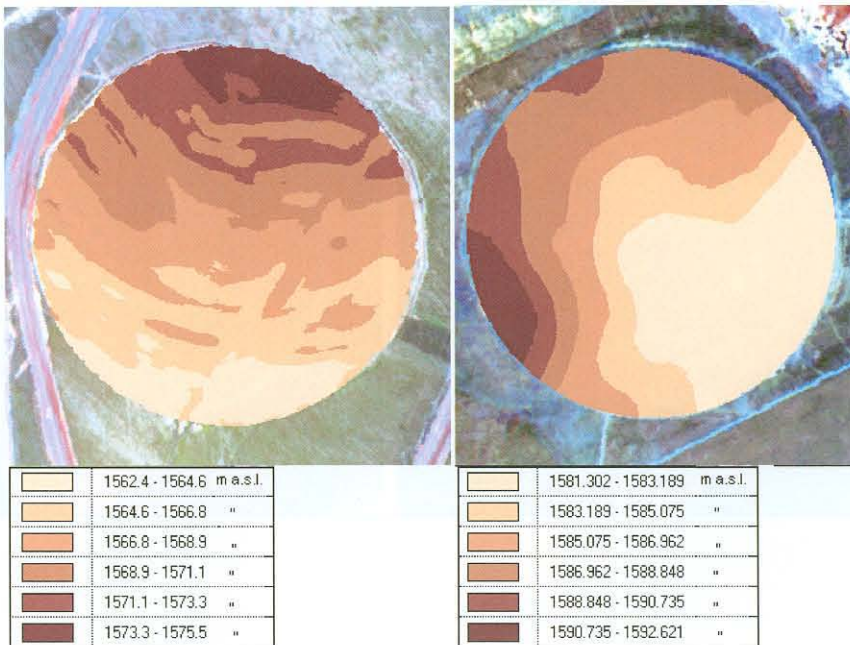 1562.4 - 1564.6 m a.s.l.
1564.6 - 1566.8 "
1566.8 - 1568.9 "
1568.9 - 1571.1 "
1571.1 - 1573.3 "
1573.3 - 1575.5 "
1581.302 - 1583.189 m a.s.l.
1583.189 - 1585.075 "
1585.075 - 1586.962 "
1586.962 - 1588.848 "
1588.848 - 1590.735 "
1590.735 - 1592.621 "